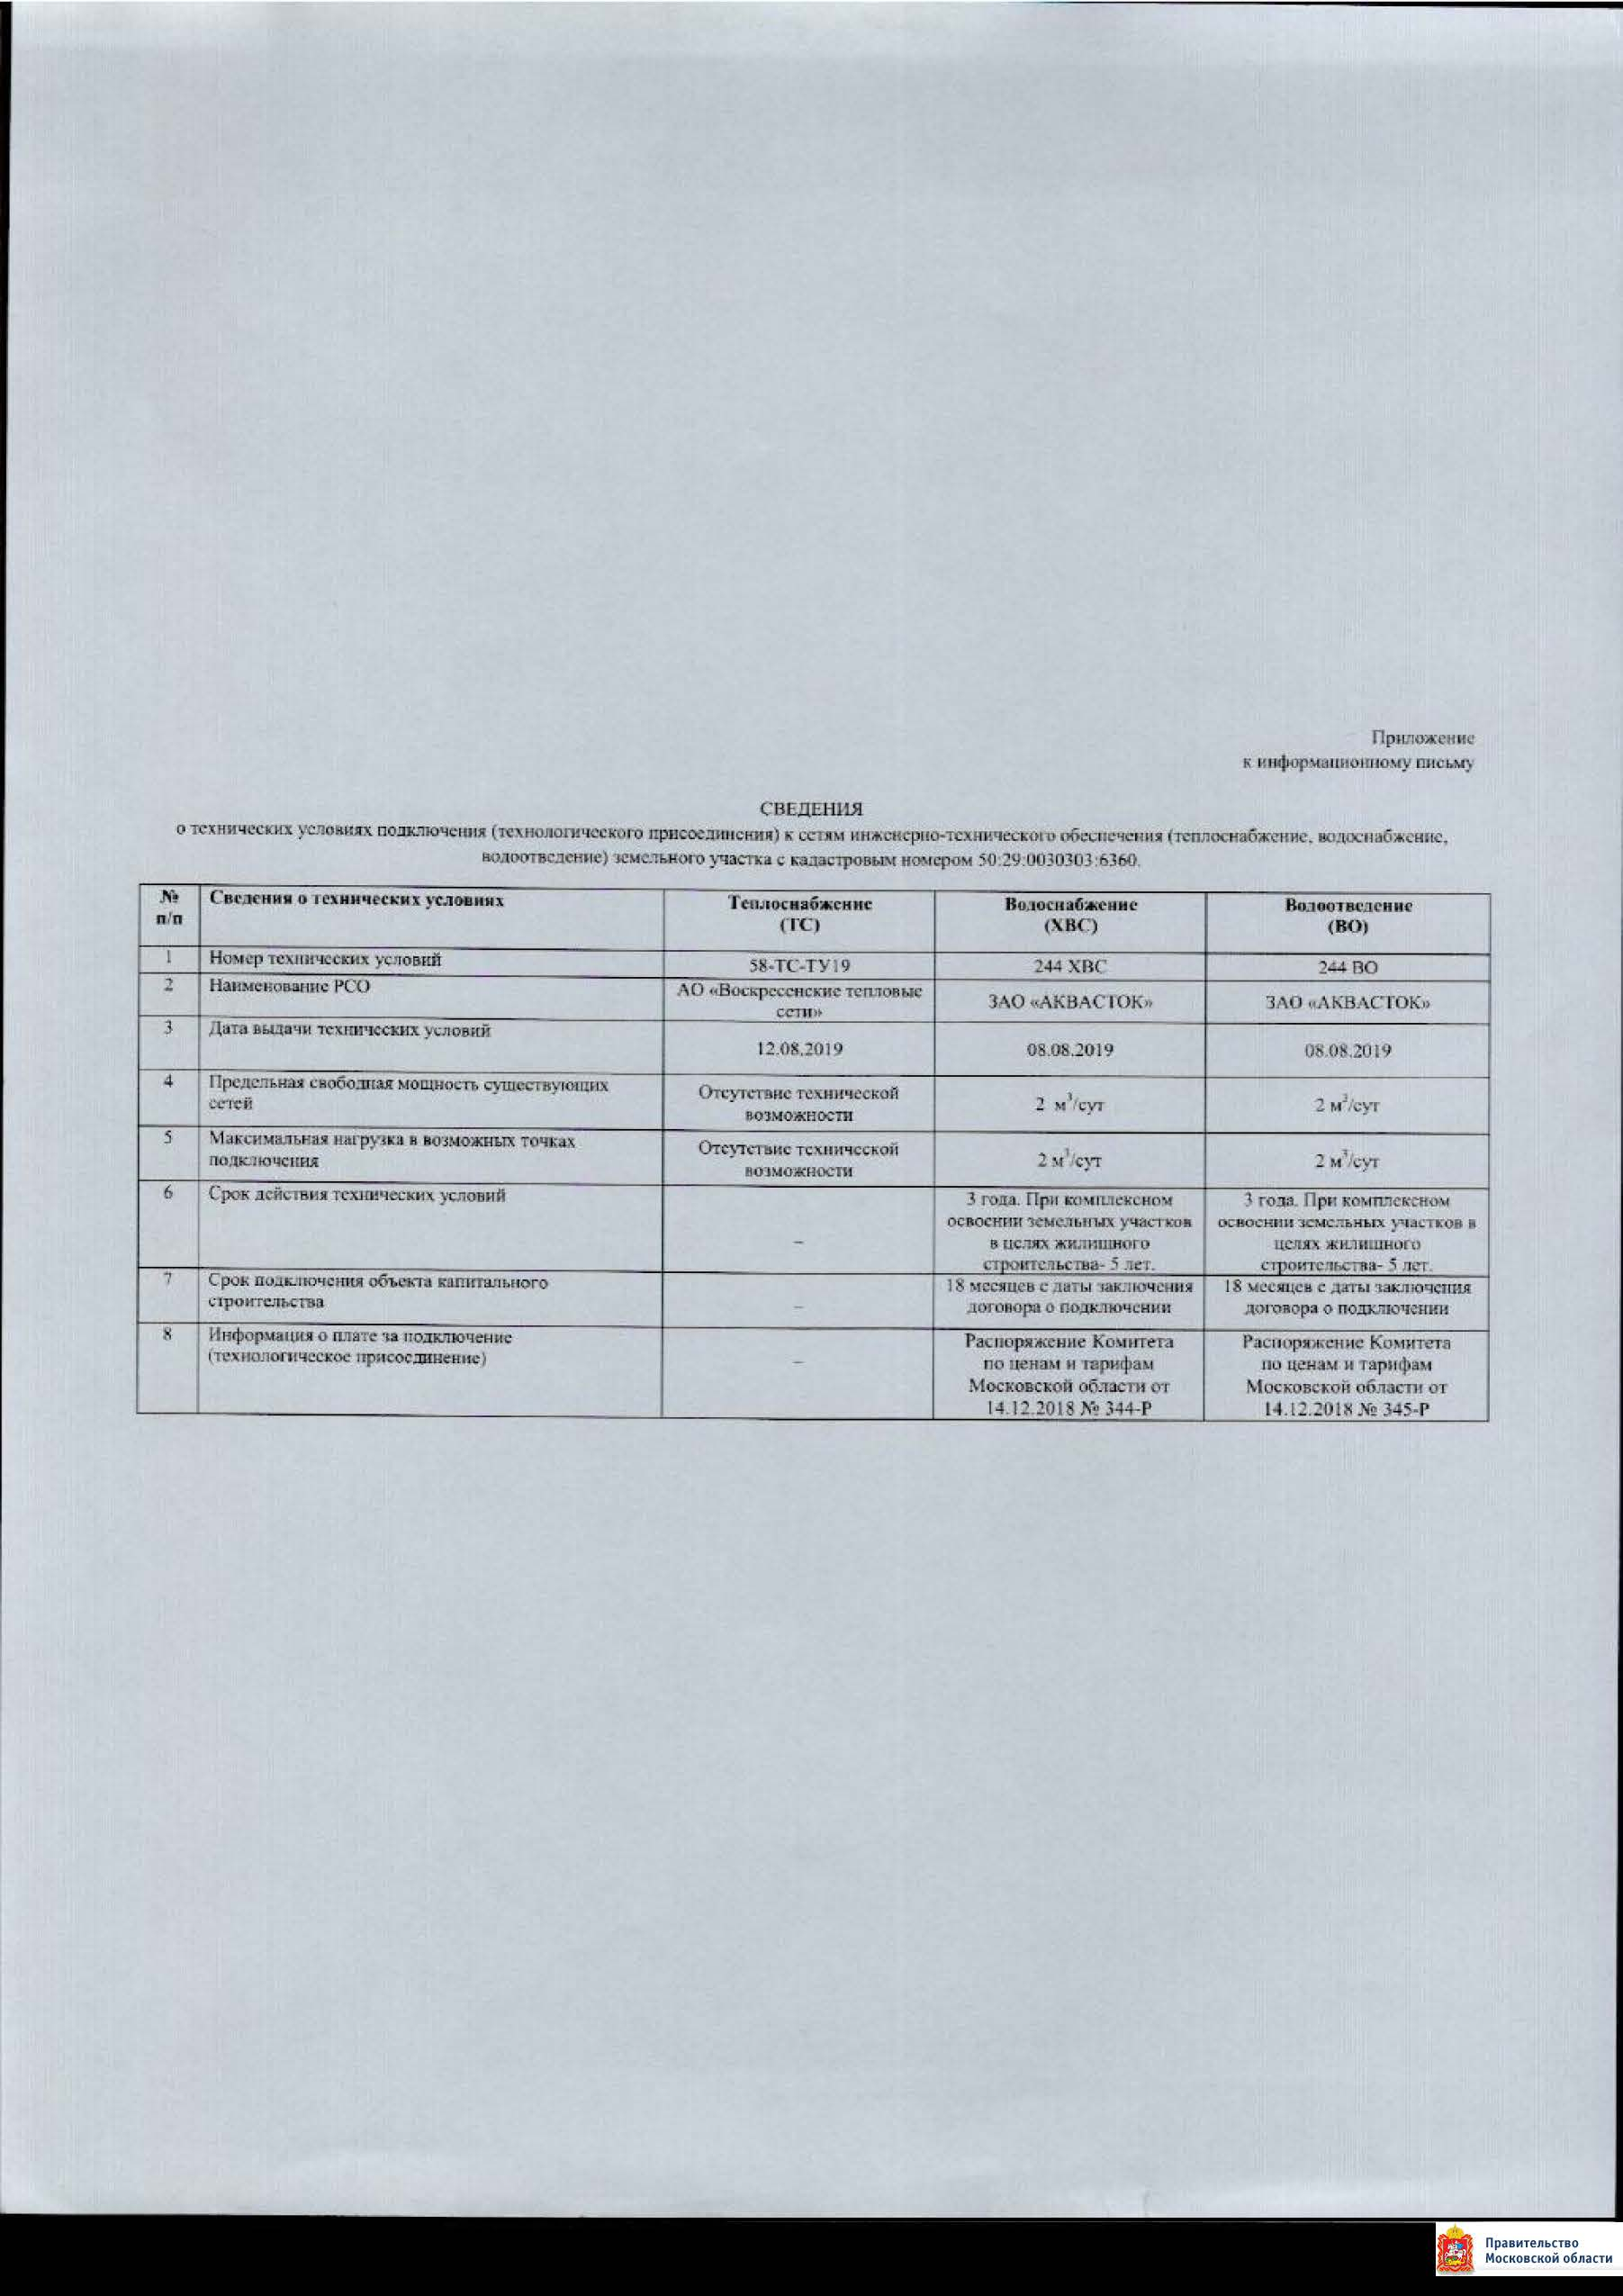 Приложение
к информационному письму
СВЕДЕНИЯ
о технических условиях подключения (технологического присоединения) к сетям инженерно-технического обеспечения (теплоснабжение, водоснабжение,
водоотведение) земельного участка с кадастровым номером 50:29:0030303:6360.
№
п/п
Сведения о технических условиях
Теплоснабжение
(ТС)
Водоснабжение
(ХВС)
Водоотведение
(ВО)
1
Номер технических условий
58-ТС-ТУ19
244 ХВС
244 ВО
2
Наименование РСО
АО «Воскресенские тепловые
сети»
ЗАО «АКВАСТОК»
ЗАО «АКВАСТОК»
3
Дата выдачи технических условий
12.08.2019
08.08.2019
08.08.2019
4
Предельная свободная мощность существующих
сетей
Отсутствие технической
возможности
2 м³/сут
2 м³/сут
5
Максимальная нагрузка в возможных точках
подключения
Отсутствие технической
возможности
2 м³/сут
2 м³/сут
6
Срок действия технических условий
–
3 года. При комплексном
освоении земельных участков
в целях жилищного
строительства- 5 лет.
3 года. При комплексном
освоении земельных участков в
целях жилищного
строительства- 5 лет.
7
Срок подключения объекта капитального
строительства
–
18 месяцев с даты заключения
договора о подключении
18 месяцев с даты заключения
договора о подключении
8
Информация о плате за подключение
(технологическое присоединение)
–
Распоряжение Комитета
по ценам и тарифам
Московской области от
14.12.2018 № 344-Р
Распоряжение Комитета
по ценам и тарифам
Московской области от
14.12.2018 № 345-Р
Правительство
Московской области